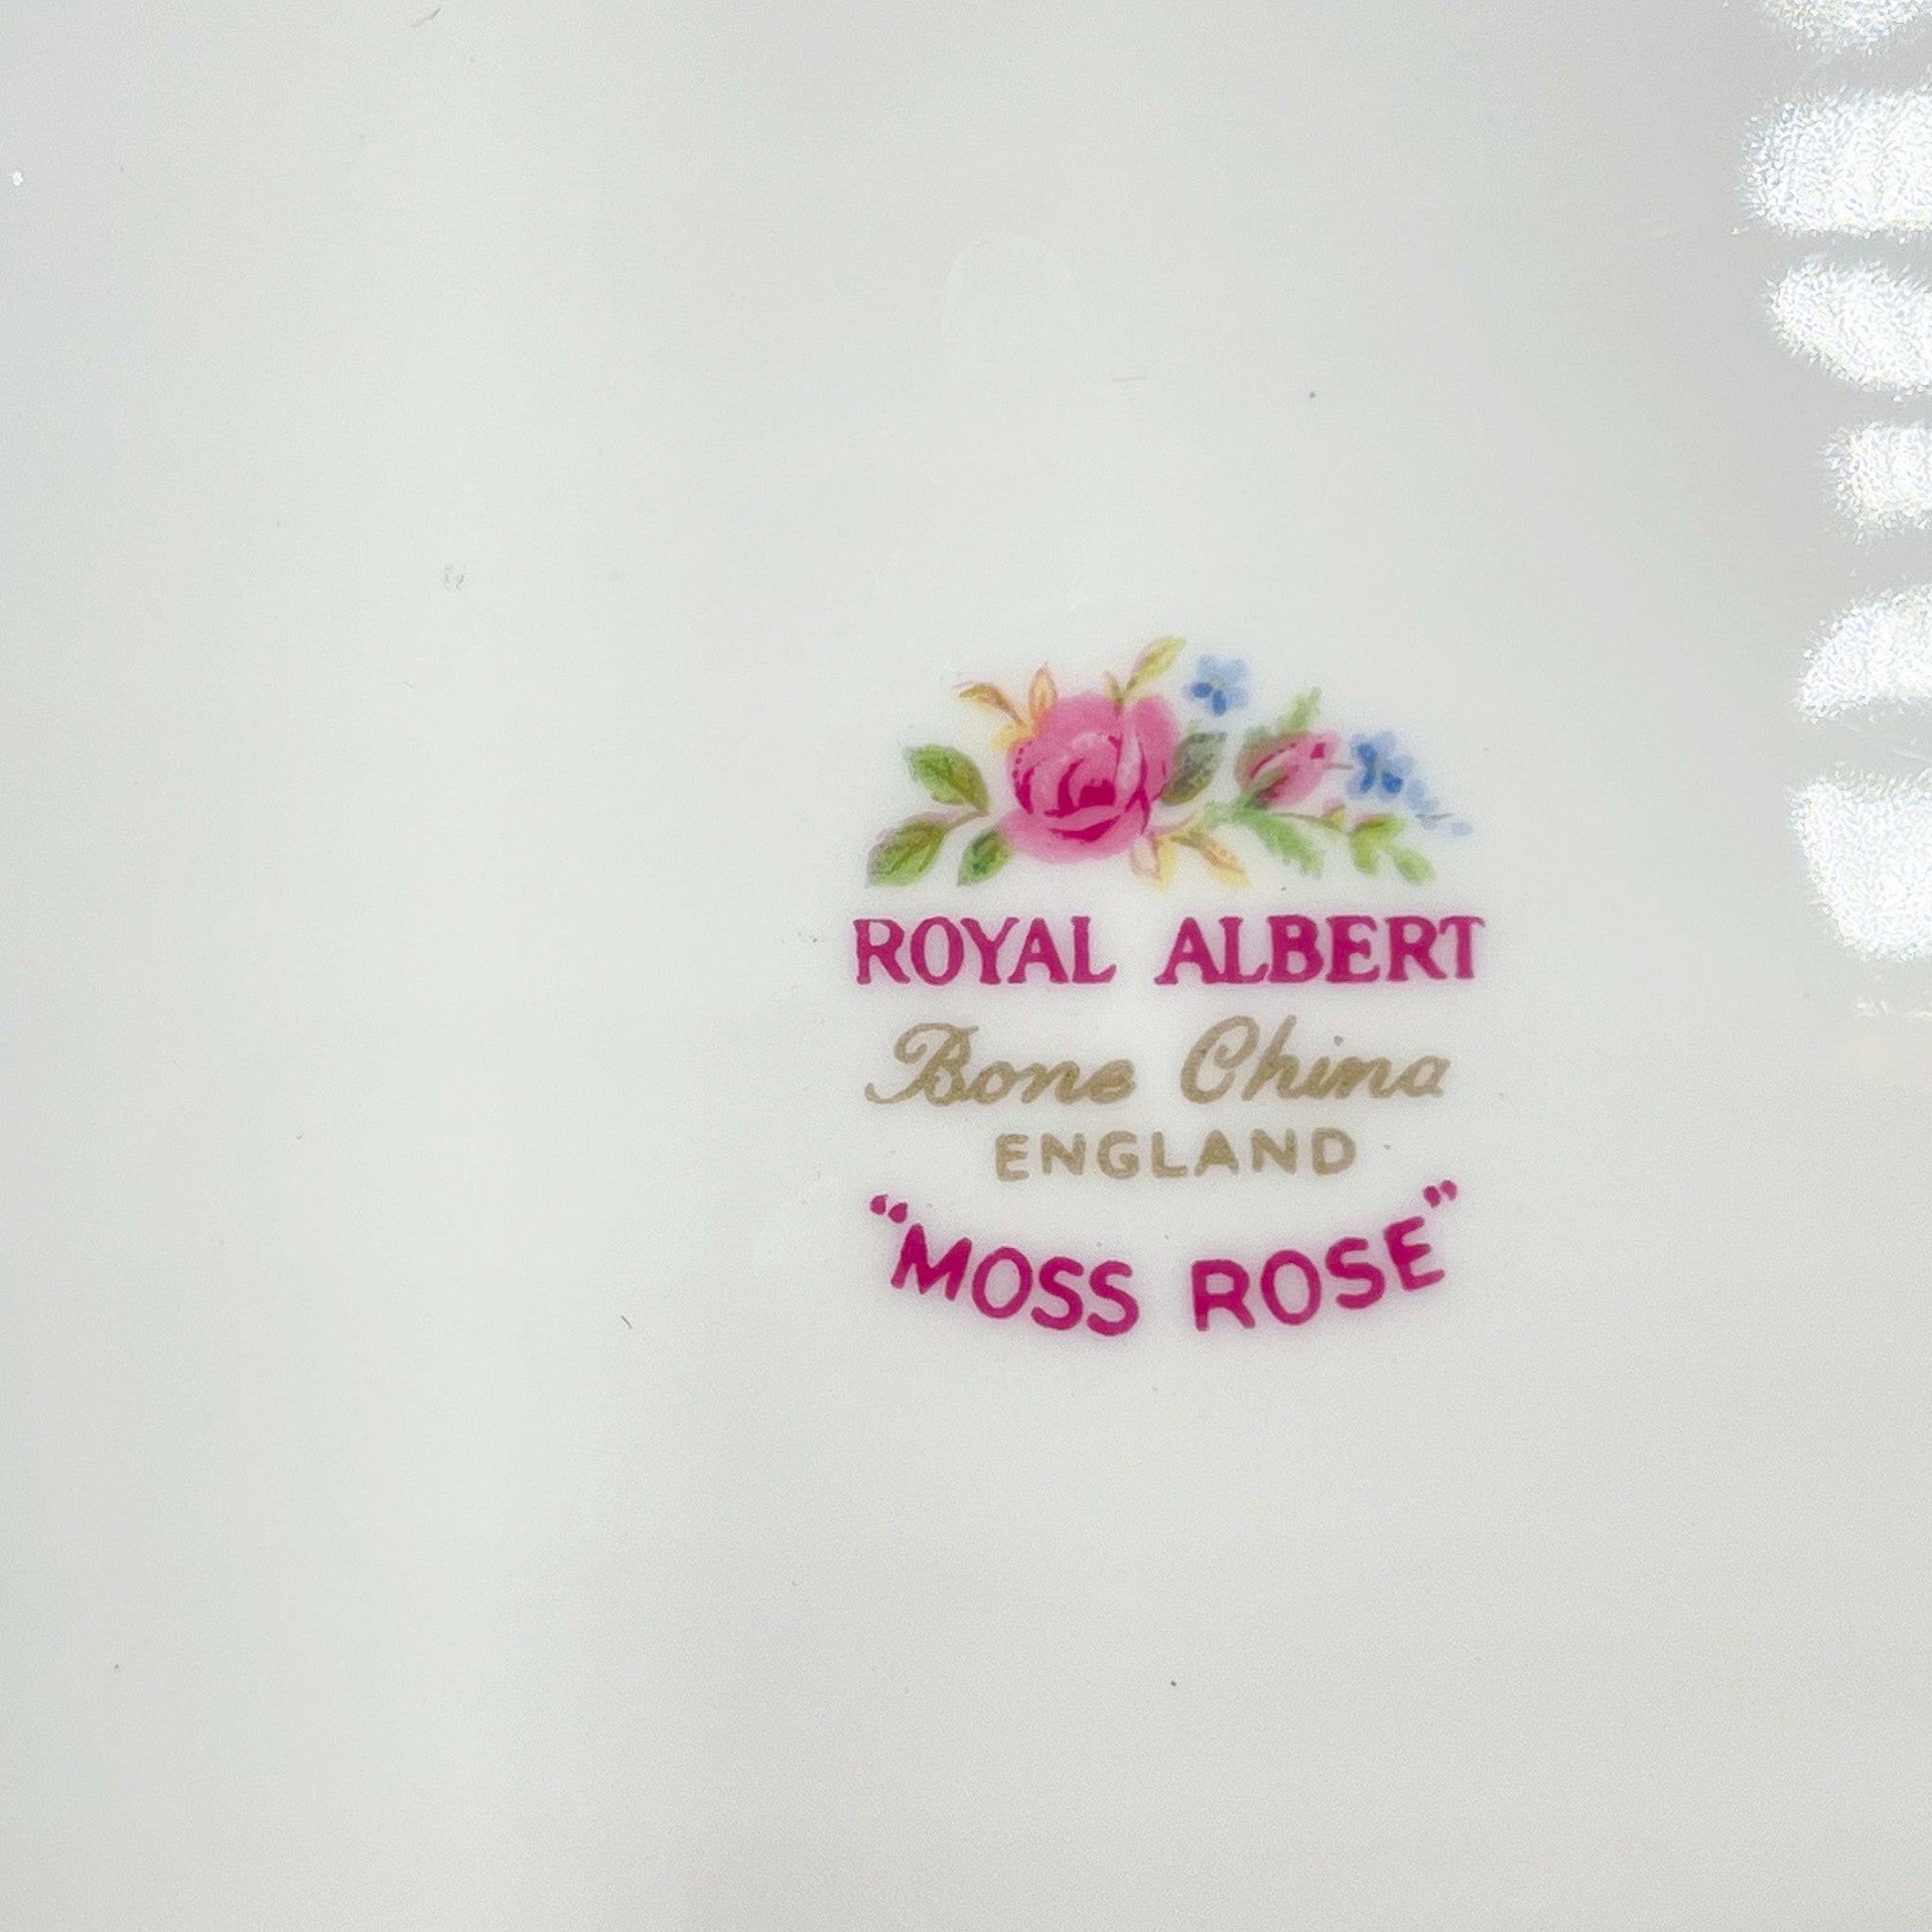 ROYAL ALBERT
Bone China
ENGLAND
"MOSS ROSE"